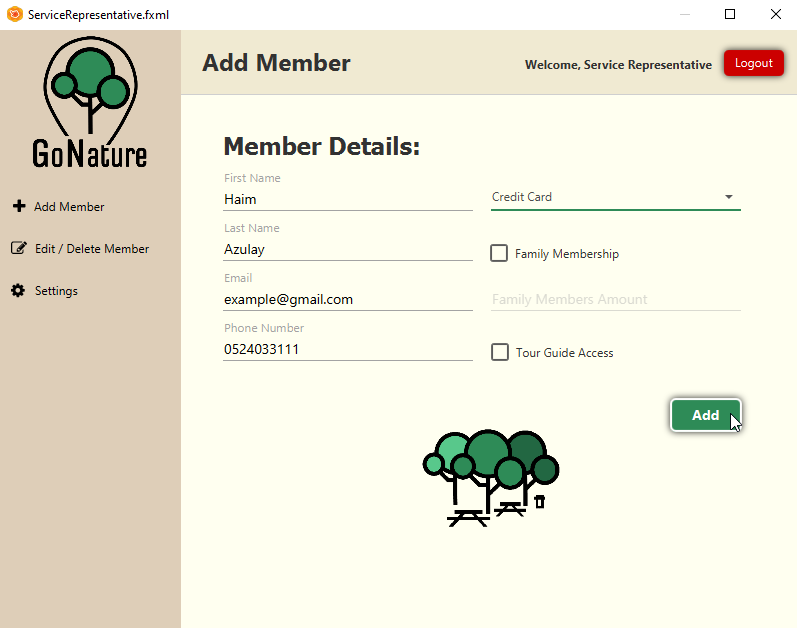 ServiceRepresentative.fxml
GoNature
Add Member
Edit / Delete Member
Settings
Add Member
Welcome, Service Representative
Logout
Member Details:
First Name
Haim
Credit Card
Last Name
Azulay
Family Membership
Email
example@gmail.com
Family Members Amount
Phone Number
0524033111
Tour Guide Access
Add